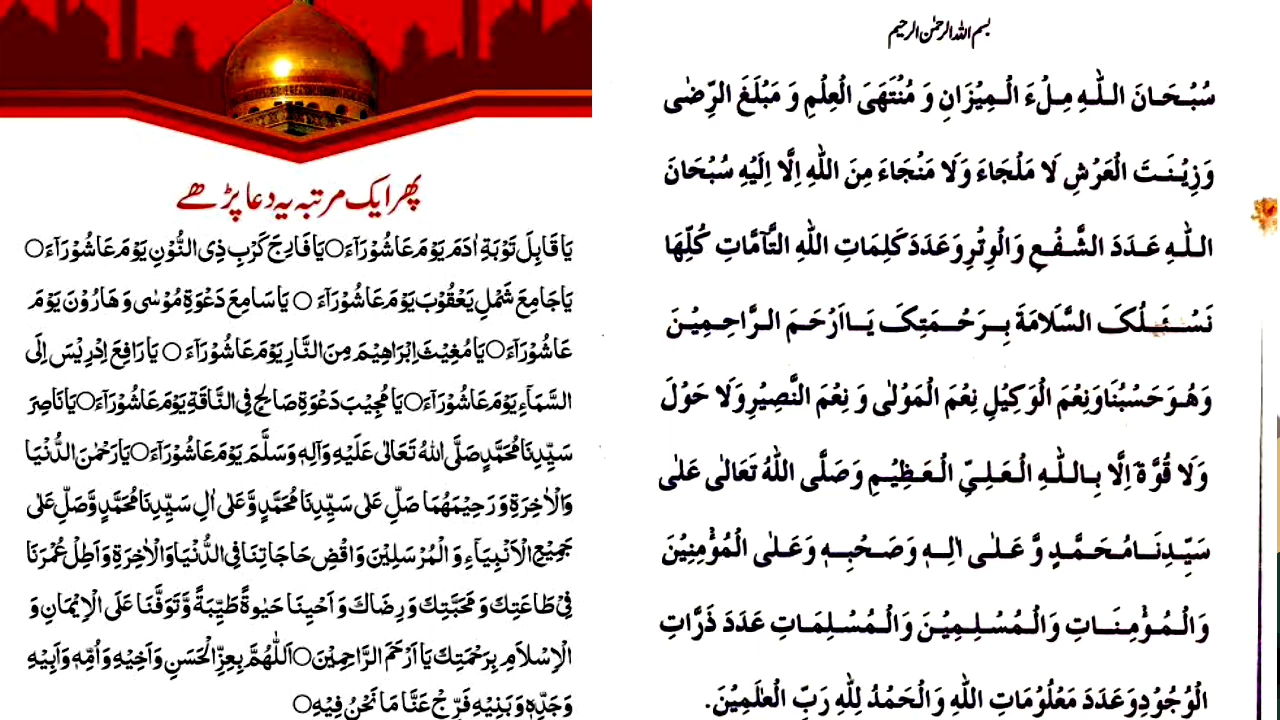 پھر ایک مرتبہ یہ دعا پڑھے
يَا قَابِلَ تَوْبَةِ اٰدَمَ يَوْمَ عَاشُوْرَآءَ○يَا فَارِجَ كَرْبِ ذِی النُّوْنِ يَوْمَ عَاشُوْرَآءَ○
يَا جَامِعَ شَمْلِ يَعْقُوْبَ يَوْمَ عَاشُوْرَآءَ ○ يَا سَامِعَ دَعْوَةِ مُوْسٰى وَ هَارُوْنَ يَوْمَ
عَاشُوْرَآءَ○يَا مُغِيْثَ اِبْرَاهِيْمَ مِنَ النَّارِ يَوْمَ عَاشُوْرَآءَ ○ يَا رَافِعَ اِدْرِيْسَ اِلَى
السَّمَآءِ يَوْمَ عَاشُوْرَآءَ○يَا مُجِيْبَ دَعْوَةِ صَالِحٍ فِی النَّاقَةِ يَوْمَ عَاشُوْرَآءَ○يَا نَاصِرَ
سَيِّدِنَا مُحَمَّدٍ صَلَّى اللهُ تَعَالٰى عَلَيْهِ وَآلِهٖ وَسَلَّمَ يَوْمَ عَاشُوْرَآءَ○يَا رَحْمٰنَ الدُّنْيَا
وَالْاٰخِرَةِ وَ رَحِيْمَهُمَا صَلِّ عَلٰى سَيِّدِنَا مُحَمَّدٍ وَّ عَلٰى اٰلِ سَيِّدِنَا مُحَمَّدٍ وَّصَلِّ عَلٰى
جَمِيْعِ الْاَنْبِيَآءِ وَ الْمُرْسَلِيْنَ وَ اقْضِ حَاجَاتِنَا فِی الدُّنْيَا وَالْاٰخِرَةِ وَ اَطِلْ عُمْرَنَا
فِیْ طَاعَتِكَ وَ مَحَبَّتِكَ وَ رِضَاكَ وَ اَحْيِنَا حَيٰوةً طَيِّبَةً وَّ تَوَفَّنَا عَلَى الْاِيْمَانِ وَ
الْاِسْلَامِ بِرَحْمَتِكَ يَا اَرْحَمَ الرَّاحِمِيْنَ○اَللّٰهُمَّ بِعِزِّ الْحَسَنِ وَ اَخِيْهِ وَ اُمِّهٖ وَ اَبِيْهِ
وَ جَدِّهٖ وَ بَنِيْهِ فَرِّجْ عَنَّا مَا نَحْنُ فِيْهِ○
بسم الله الرحمٰن الرحیم
سُبْحَانَ اللّٰهِ مِلْءَ الْمِيْزَانِ وَ مُنْتَهَى الْعِلْمِ وَ مَبْلَغَ الرِّضٰى
وَزِيْنَتَ الْعَرْشِ لَا مَلْجَاءَ وَلَا مَنْجَاءَ مِنَ اللّٰهِ اِلَّا اِلَيْهِ سُبْحَانَ
اللّٰهِ عَدَدَ الشَّفْعِ وَالْوِتْرِ وَعَدَدَ كَلِمَاتِ اللّٰهِ التَّآمَّاتِ كُلِّهَا
نَسْئَلُكَ السَّلَامَةَ بِرَحْمَتِكَ يَا اَرْحَمَ الرَّاحِمِيْنَ
وَهُوَ حَسْبُنَا وَنِعْمَ الْوَكِيْلِ نِعْمَ الْمَوْلٰى وَ نِعْمَ النَّصِيْرِ وَلَا حَوْلَ
وَلَا قُوَّةَ اِلَّا بِاللّٰهِ الْعَلِیِّ الْعَظِيْمِ وَصَلَّى اللّٰهُ تَعَالٰى عَلٰى
سَيِّدِنَا مُحَمَّدٍ وَّ عَلٰى اٰلِهٖ وَصَحْبِهٖ وَعَلٰى الْمُؤْمِنِيْنَ
وَالْمُؤْمِنَاتِ وَالْمُسْلِمِيْنَ وَالْمُسْلِمَاتِ عَدَدَ ذَرَّاتِ
الْوُجُوْدِ وَعَدَدَ مَعْلُوْمَاتِ اللّٰهِ وَالْحَمْدُ لِلّٰهِ رَبِّ الْعٰلَمِيْنَ.